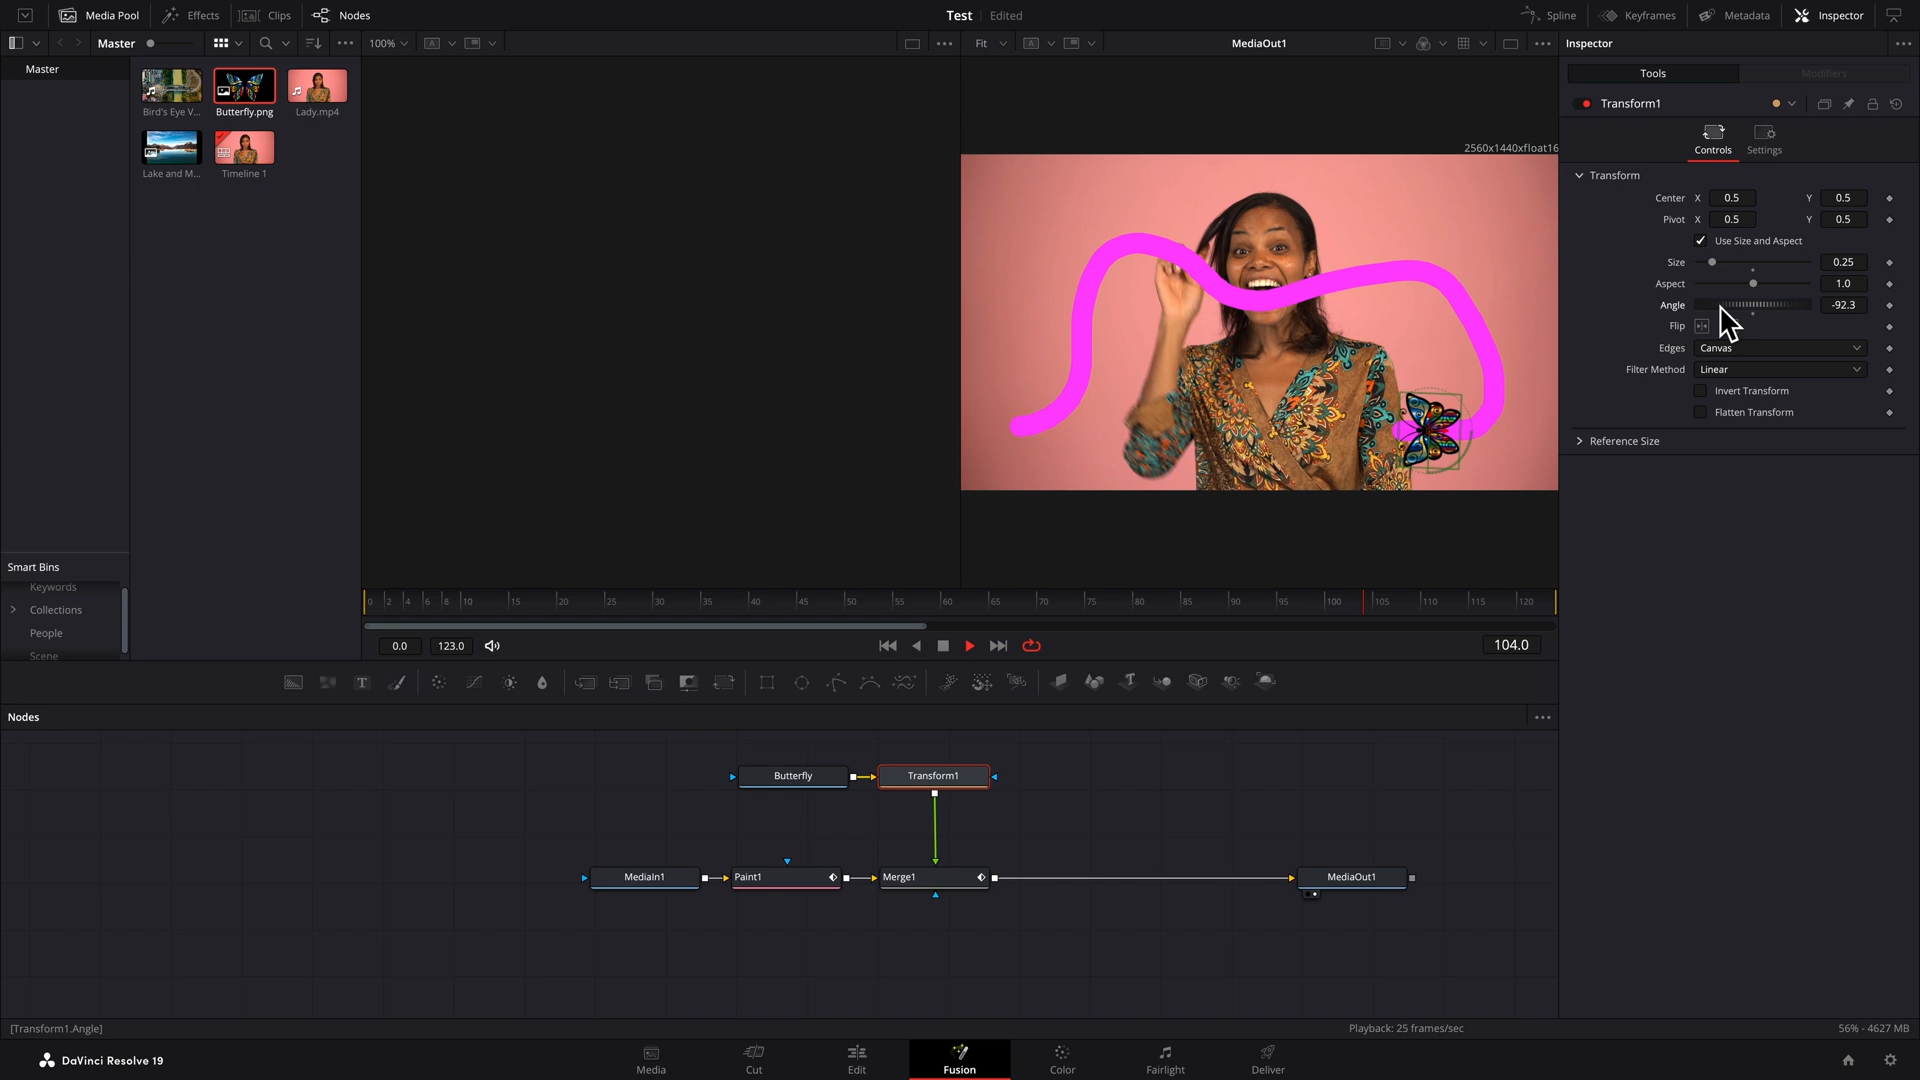 Media Pool Effects Clips Nodes Test Edited Spline Keyframes Metadata Inspector
Master 100% Fit MediaOut1 Inspector
Master
Bird's Eye V... Butterfly.png Lady.mp4
Lake and M... Timeline 1
2560x1440xfloat16
Tools Modifiers
Transform1
Controls Settings
Transform
Center X 0.5 Y 0.5
Pivot X 0.5 Y 0.5
Use Size and Aspect
Size 0.25
Aspect 1.0
Angle -92.3
Flip
Edges Canvas
Filter Method Linear
Invert Transform
Flatten Transform
Reference Size
Smart Bins
Keywords
Collections
People
Scene
0 2 4 6 8 10 15 20 25 30 35 40 45 50 55 60 65 70 75 80 85 90 95 100 105 110 115 120
0.0 123.0 104.0
T
Nodes
Butterfly Transform1
MediaIn1 Paint1 Merge1 MediaOut1
[Transform1.Angle] Playback: 25 frames/sec 56% - 4627 MB
DaVinci Resolve 19 Media Cut Edit Fusion Color Fairlight Deliver